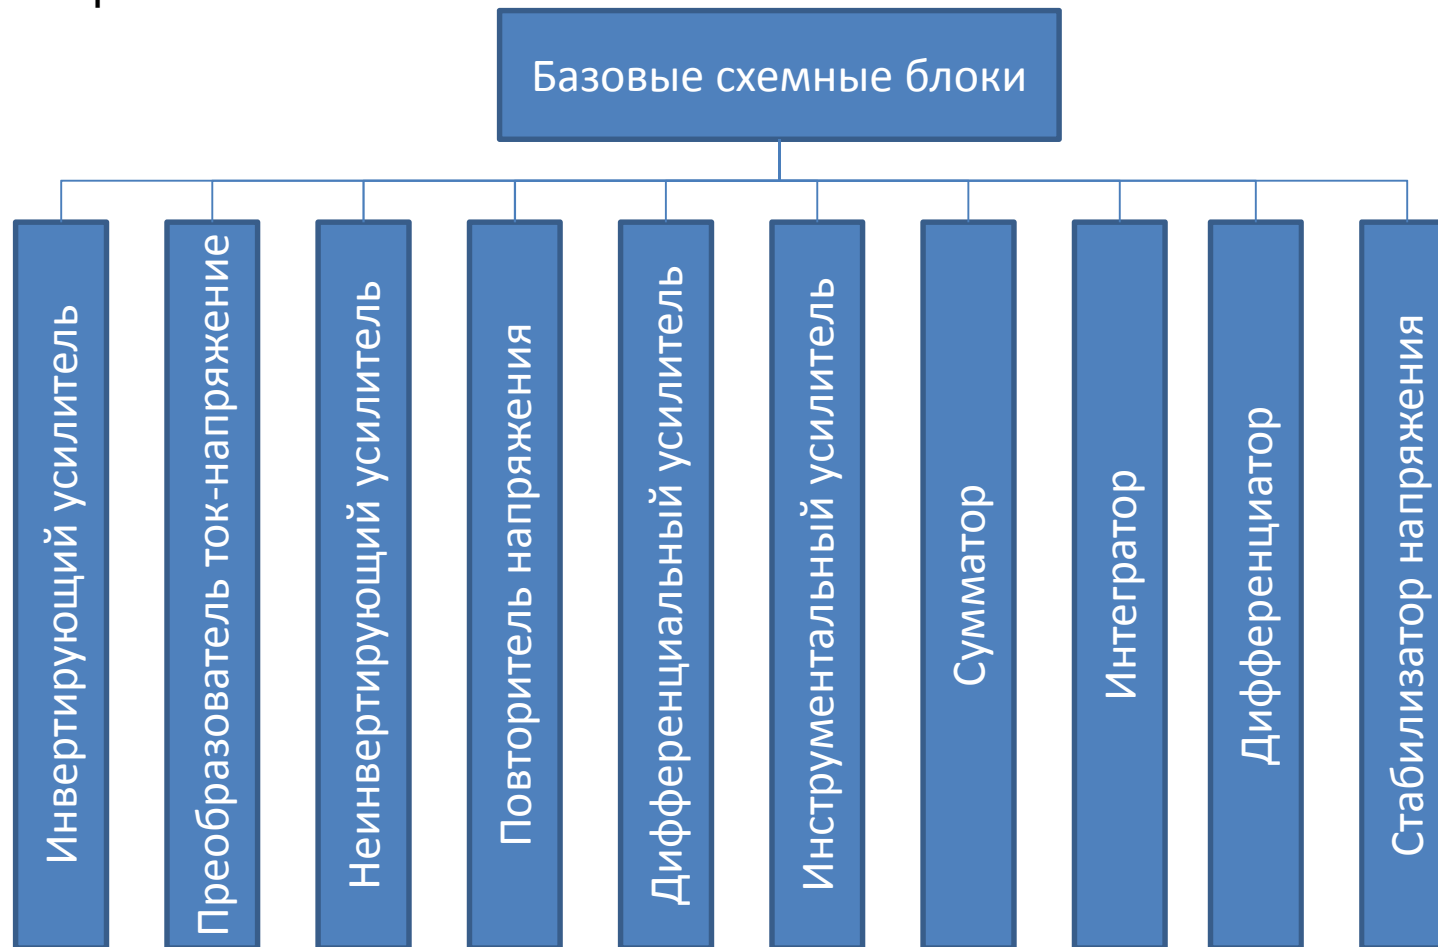 Базовые схемные блоки
Инвертирующий усилитель
Преобразователь ток-напряжение
Неинвертирующий усилитель
Повторитель напряжения
Дифференциальный усилитель
Инструментальный усилитель
Сумматор
Интегратор
Дифференциатор
Стабилизатор напряжения